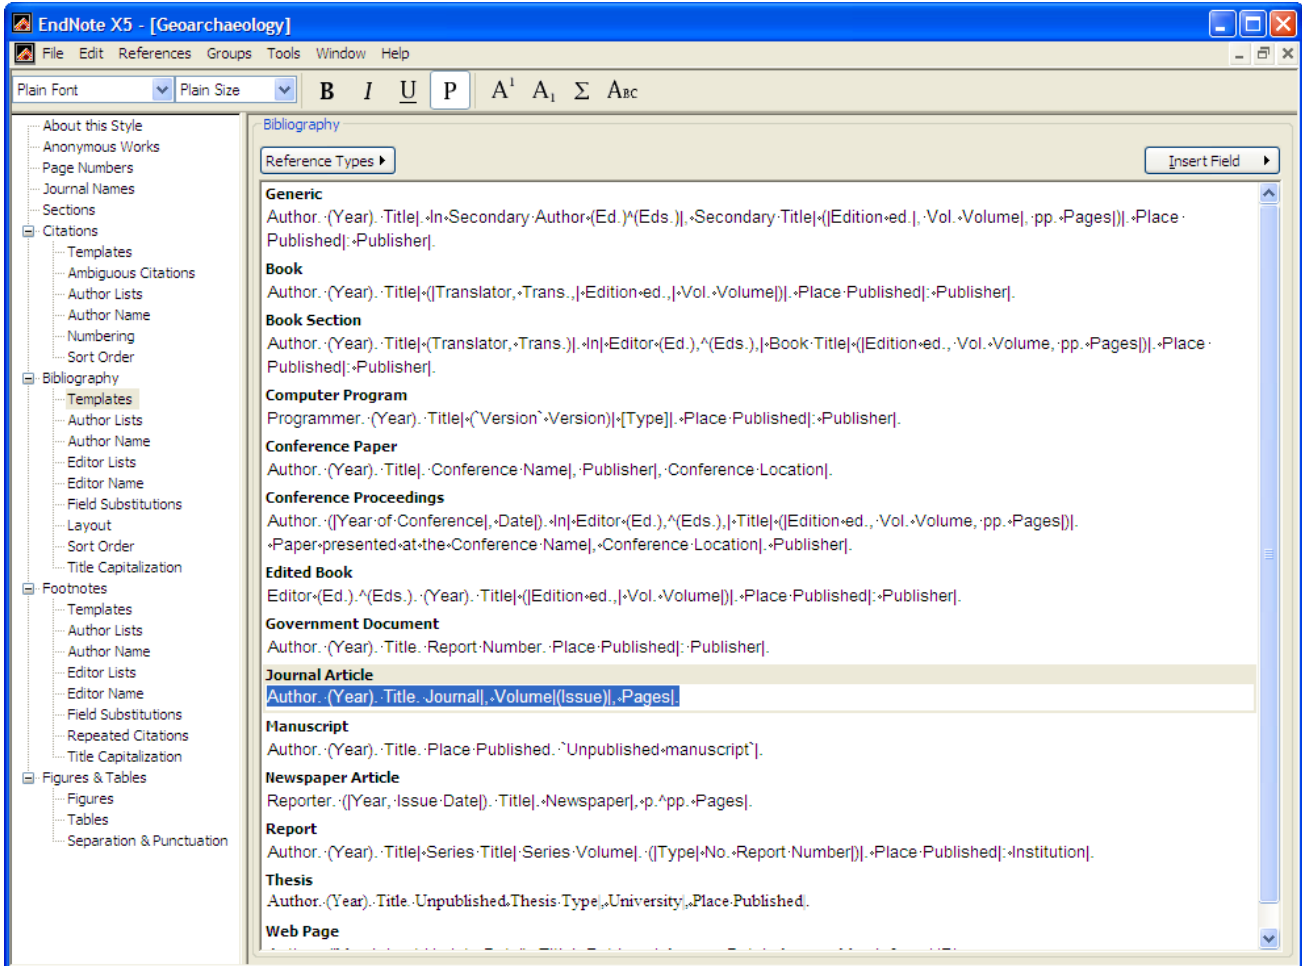 EndNote X5 - [Geoarchaeology]
File Edit References Groups Tools Window Help
Plain Font Plain Size B I U P A¹ A₁ Σ ABC
About this Style
Anonymous Works
Page Numbers
Journal Names
Sections
Citations
Templates
Ambiguous Citations
Author Lists
Author Name
Numbering
Sort Order
Bibliography
Templates
Author Lists
Author Name
Editor Lists
Editor Name
Field Substitutions
Layout
Sort Order
Title Capitalization
Footnotes
Templates
Author Lists
Author Name
Editor Lists
Editor Name
Field Substitutions
Repeated Citations
Title Capitalization
Figures & Tables
Figures
Tables
Separation & Punctuation
Bibliography
Reference Types Insert Field
Generic
Author.·(Year).·Title|.∘In∘Secondary·Author∘(Ed.)^(Eds.)|,∘Secondary·Title|∘(|Edition∘ed.|,·Vol.∘Volume|,·pp.∘Pages|)|.∘Place·
Published|:∘Publisher|.
Book
Author.·(Year).·Title|∘(|Translator,∘Trans.,|∘Edition∘ed.,|∘Vol.∘Volume|)|.∘Place·Published|:∘Publisher|.
Book Section
Author.·(Year).·Title|∘(Translator,∘Trans.)|.∘In|∘Editor∘(Ed.),^(Eds.),|∘Book·Title|∘(|Edition∘ed.,·Vol.∘Volume,·pp.∘Pages|)|.∘Place·
Published|:∘Publisher|.
Computer Program
Programmer.·(Year).·Title|∘(`Version`∘Version)|∘[Type]|.∘Place·Published|:∘Publisher|.
Conference Paper
Author.·(Year).·Title|.·Conference·Name|,·Publisher|,·Conference·Location|.
Conference Proceedings
Author.·(|Year·of·Conference|,∘Date|).∘In|∘Editor∘(Ed.),^(Eds.),|∘Title|∘(|Edition∘ed.,·Vol.∘Volume,·pp.∘Pages|)|.
∘Paper∘presented∘at∘the∘Conference·Name|,∘Conference·Location|.∘Publisher|.
Edited Book
Editor∘(Ed.).^(Eds.).·(Year).·Title|∘(|Edition∘ed.,|∘Vol.∘Volume|)|.∘Place·Published|:∘Publisher|.
Government Document
Author.·(Year).·Title.·Report·Number.·Place·Published|:·Publisher|.
Journal Article
Author.·(Year).·Title.·Journal|,∘Volume|(Issue)|,∘Pages|.
Manuscript
Author.·(Year).·Title.·Place·Published.·`Unpublished∘manuscript`|.
Newspaper Article
Reporter.·(|Year,·Issue·Date|).·Title|.∘Newspaper|,∘p.^pp.∘Pages|.
Report
Author.·(Year).·Title|∘Series·Title|·Series·Volume|.·(|Type|∘No.∘Report·Number|)|.∘Place·Published|:∘Institution|.
Thesis
Author.·(Year).·Title.·Unpublished∘Thesis·Type|,∘University|,∘Place·Published|.
Web Page